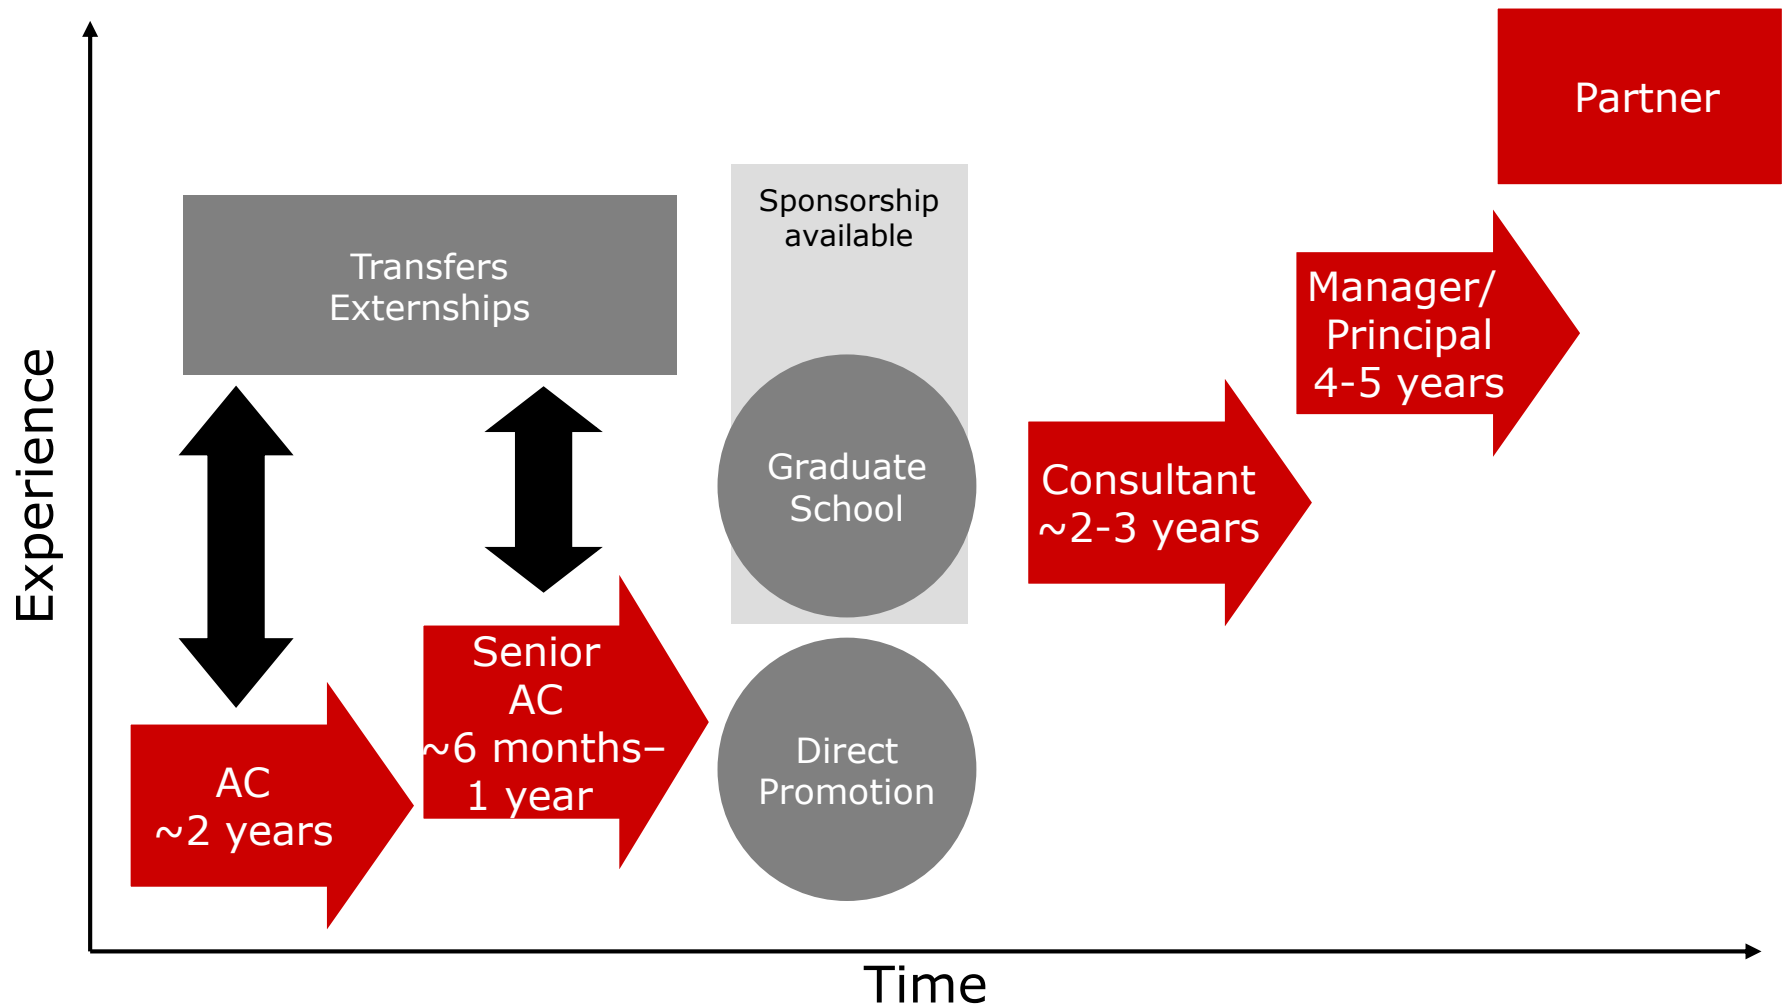 Partner
Sponsorship
available
Transfers
Externships
Manager/
Principal
4-5 years
Graduate
School
Consultant
~2-3 years
Experience
Senior
AC
~6 months–
1 year
Direct
Promotion
AC
~2 years
Time